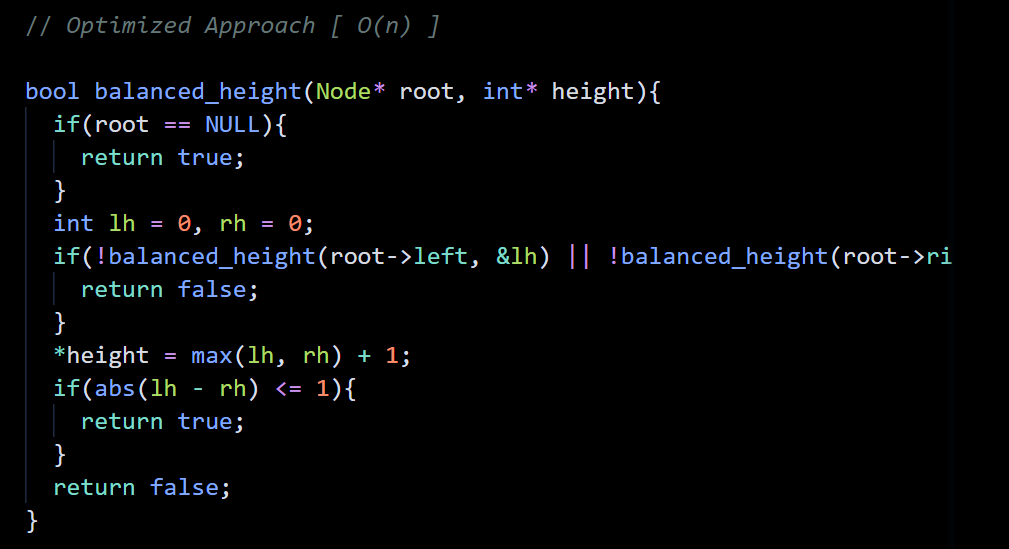 // Optimized Approach [ O(n) ]
bool balanced_height(Node* root, int* height){
if(root == NULL){
return true;
}
int lh = 0, rh = 0;
if(!balanced_height(root->left, &lh) || !balanced_height(root->ri
return false;
}
*height = max(lh, rh) + 1;
if(abs(lh - rh) <= 1){
return true;
}
return false;
}